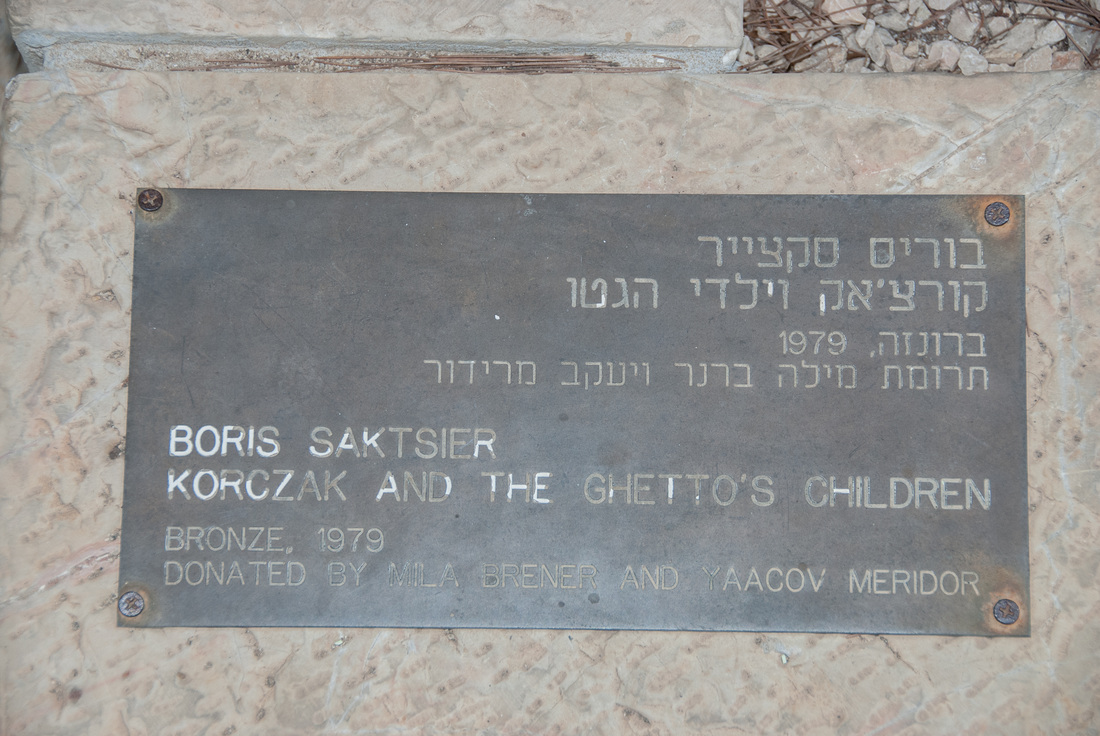 בוריס סקצייר
קורצ'אק וילדי הגטו
ברונזה, 1979
תרומת מילה ברנר ויעקב מרידור
BORIS SAKTSIER
KORCZAK AND THE GHETTO'S CHILDREN
BRONZE, 1979
DONATED BY MILA BRENER AND YAACOV MERIDOR